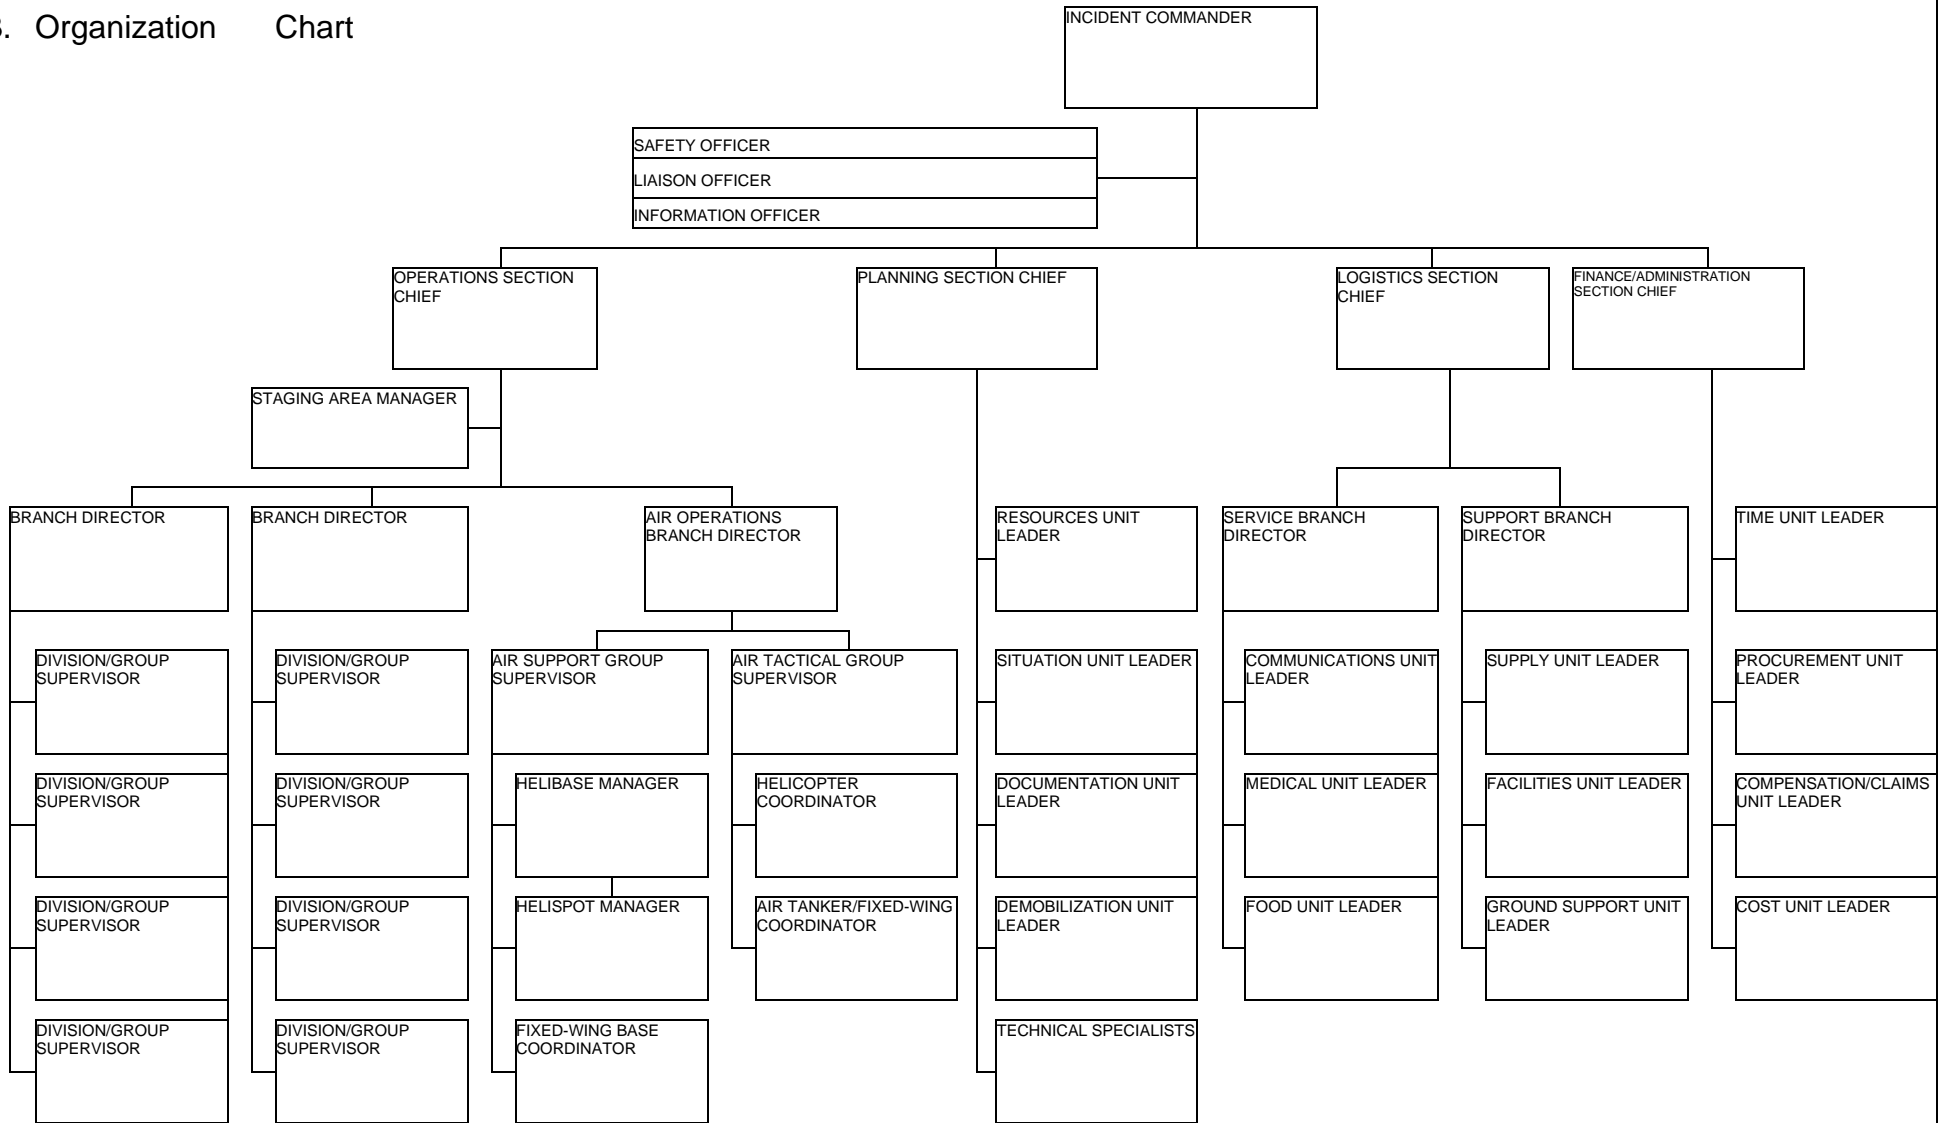 3. Organization Chart
INCIDENT COMMANDER
SAFETY OFFICER
LIAISON OFFICER
INFORMATION OFFICER
OPERATIONS SECTION
CHIEF
PLANNING SECTION CHIEF
LOGISTICS SECTION
CHIEF
FINANCE/ADMINISTRATION
SECTION CHIEF
STAGING AREA MANAGER
BRANCH DIRECTOR
BRANCH DIRECTOR
AIR OPERATIONS
BRANCH DIRECTOR
RESOURCES UNIT
LEADER
SERVICE BRANCH
DIRECTOR
SUPPORT BRANCH
DIRECTOR
TIME UNIT LEADER
DIVISION/GROUP
SUPERVISOR
DIVISION/GROUP
SUPERVISOR
AIR SUPPORT GROUP
SUPERVISOR
AIR TACTICAL GROUP
SUPERVISOR
SITUATION UNIT LEADER
COMMUNICATIONS UNIT
LEADER
SUPPLY UNIT LEADER
PROCUREMENT UNIT
LEADER
DIVISION/GROUP
SUPERVISOR
DIVISION/GROUP
SUPERVISOR
HELIBASE MANAGER
HELICOPTER
COORDINATOR
DOCUMENTATION UNIT
LEADER
MEDICAL UNIT LEADER
FACILITIES UNIT LEADER
COMPENSATION/CLAIMS
UNIT LEADER
DIVISION/GROUP
SUPERVISOR
DIVISION/GROUP
SUPERVISOR
HELISPOT MANAGER
AIR TANKER/FIXED-WING
COORDINATOR
DEMOBILIZATION UNIT
LEADER
FOOD UNIT LEADER
GROUND SUPPORT UNIT
LEADER
COST UNIT LEADER
DIVISION/GROUP
SUPERVISOR
DIVISION/GROUP
SUPERVISOR
FIXED-WING BASE
COORDINATOR
TECHNICAL SPECIALISTS